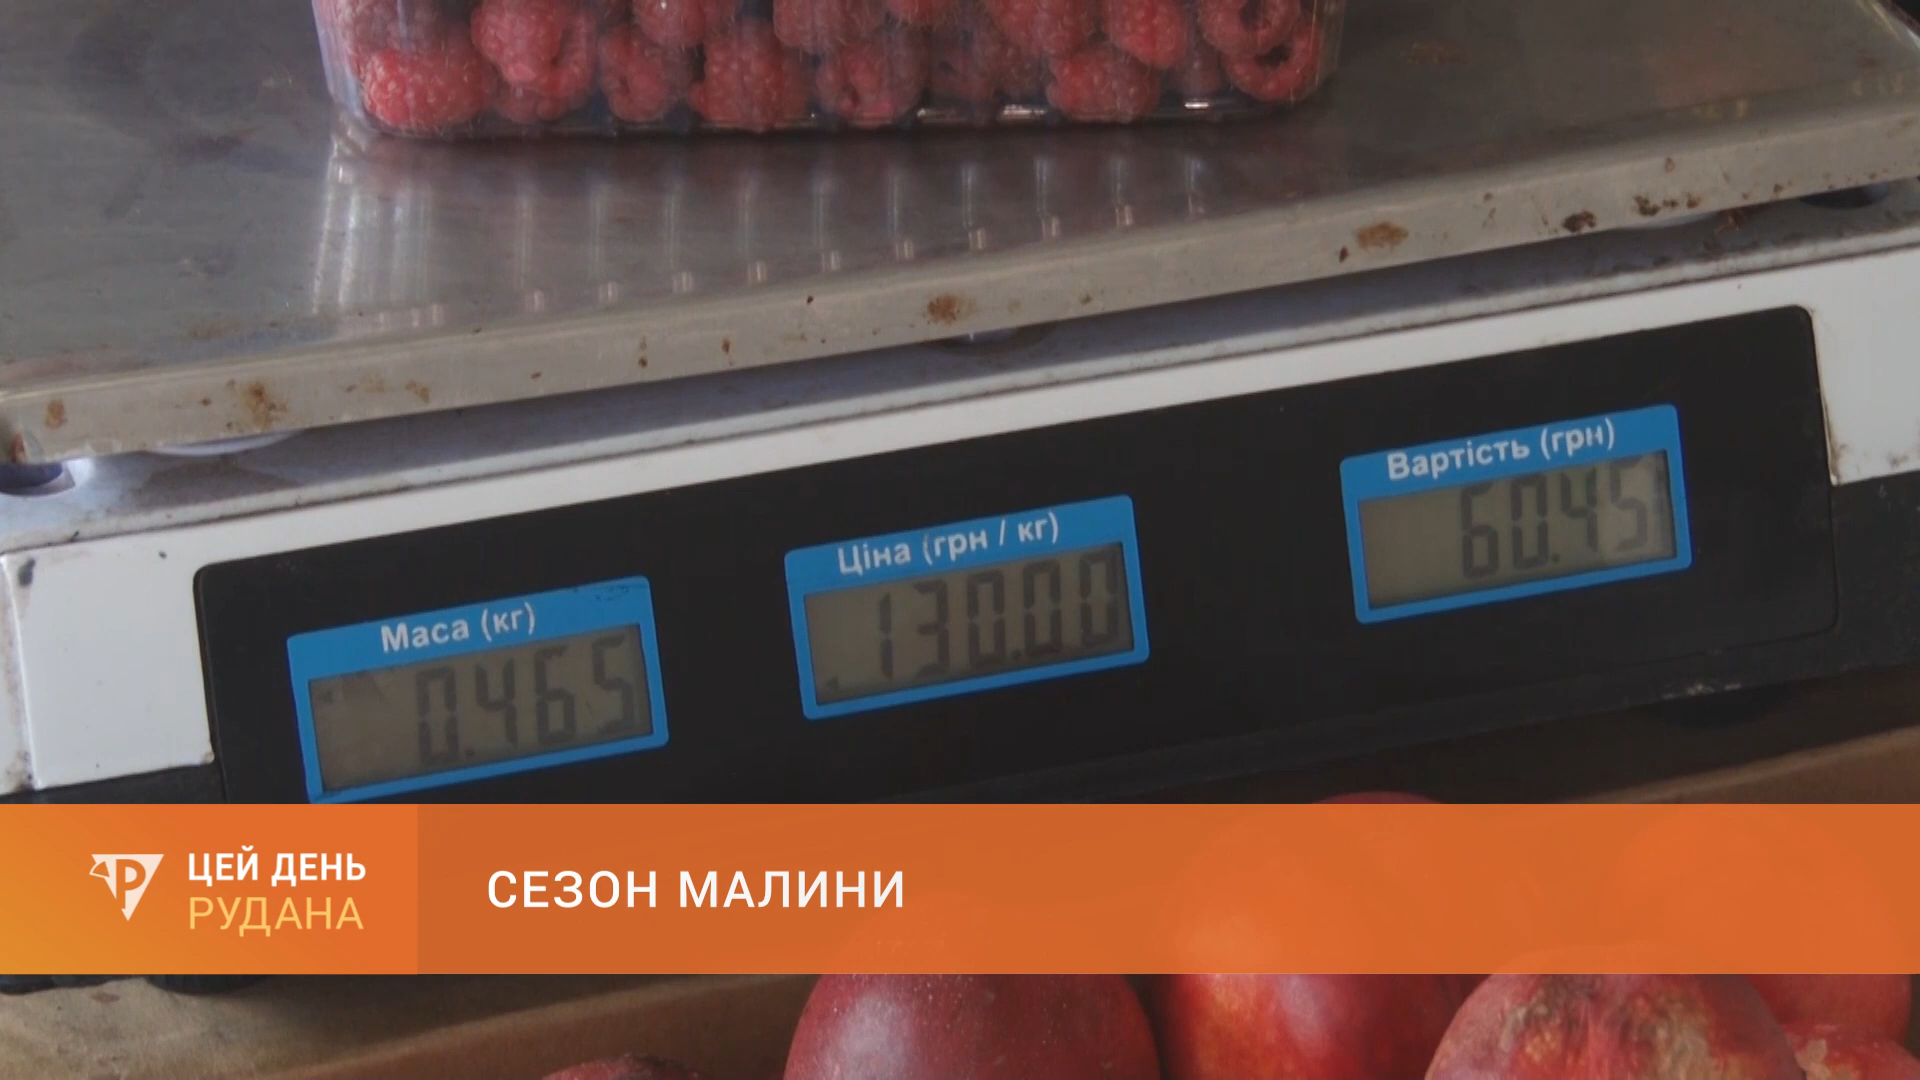 Маса (кг)
0.465
Ціна (грн / кг)
130.00
Вартість (грн)
60.45
ЦЕЙ ДЕНЬ
РУДАНА
СЕЗОН МАЛИНИ